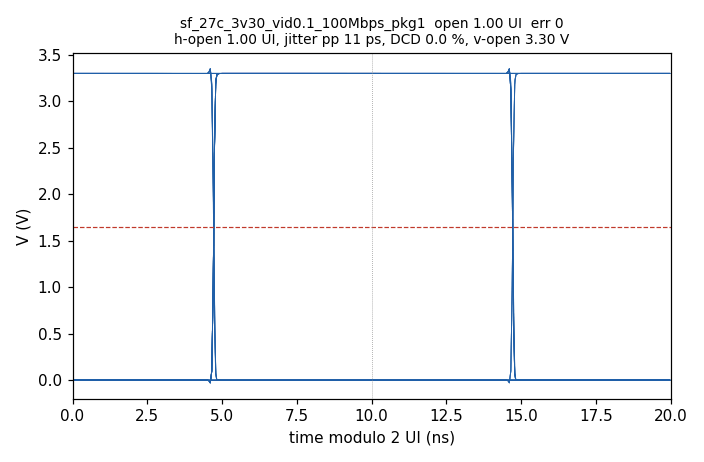 sf_27c_3v30_vid0.1_100Mbps_pkg1  open 1.00 UI  err 0
h-open 1.00 UI, jitter pp 11 ps, DCD 0.0 %, v-open 3.30 V
3.5
3.0
2.5
2.0
1.5
1.0
0.5
0.0
V (V)
0.0 2.5 5.0 7.5 10.0 12.5 15.0 17.5 20.0
time modulo 2 UI (ns)